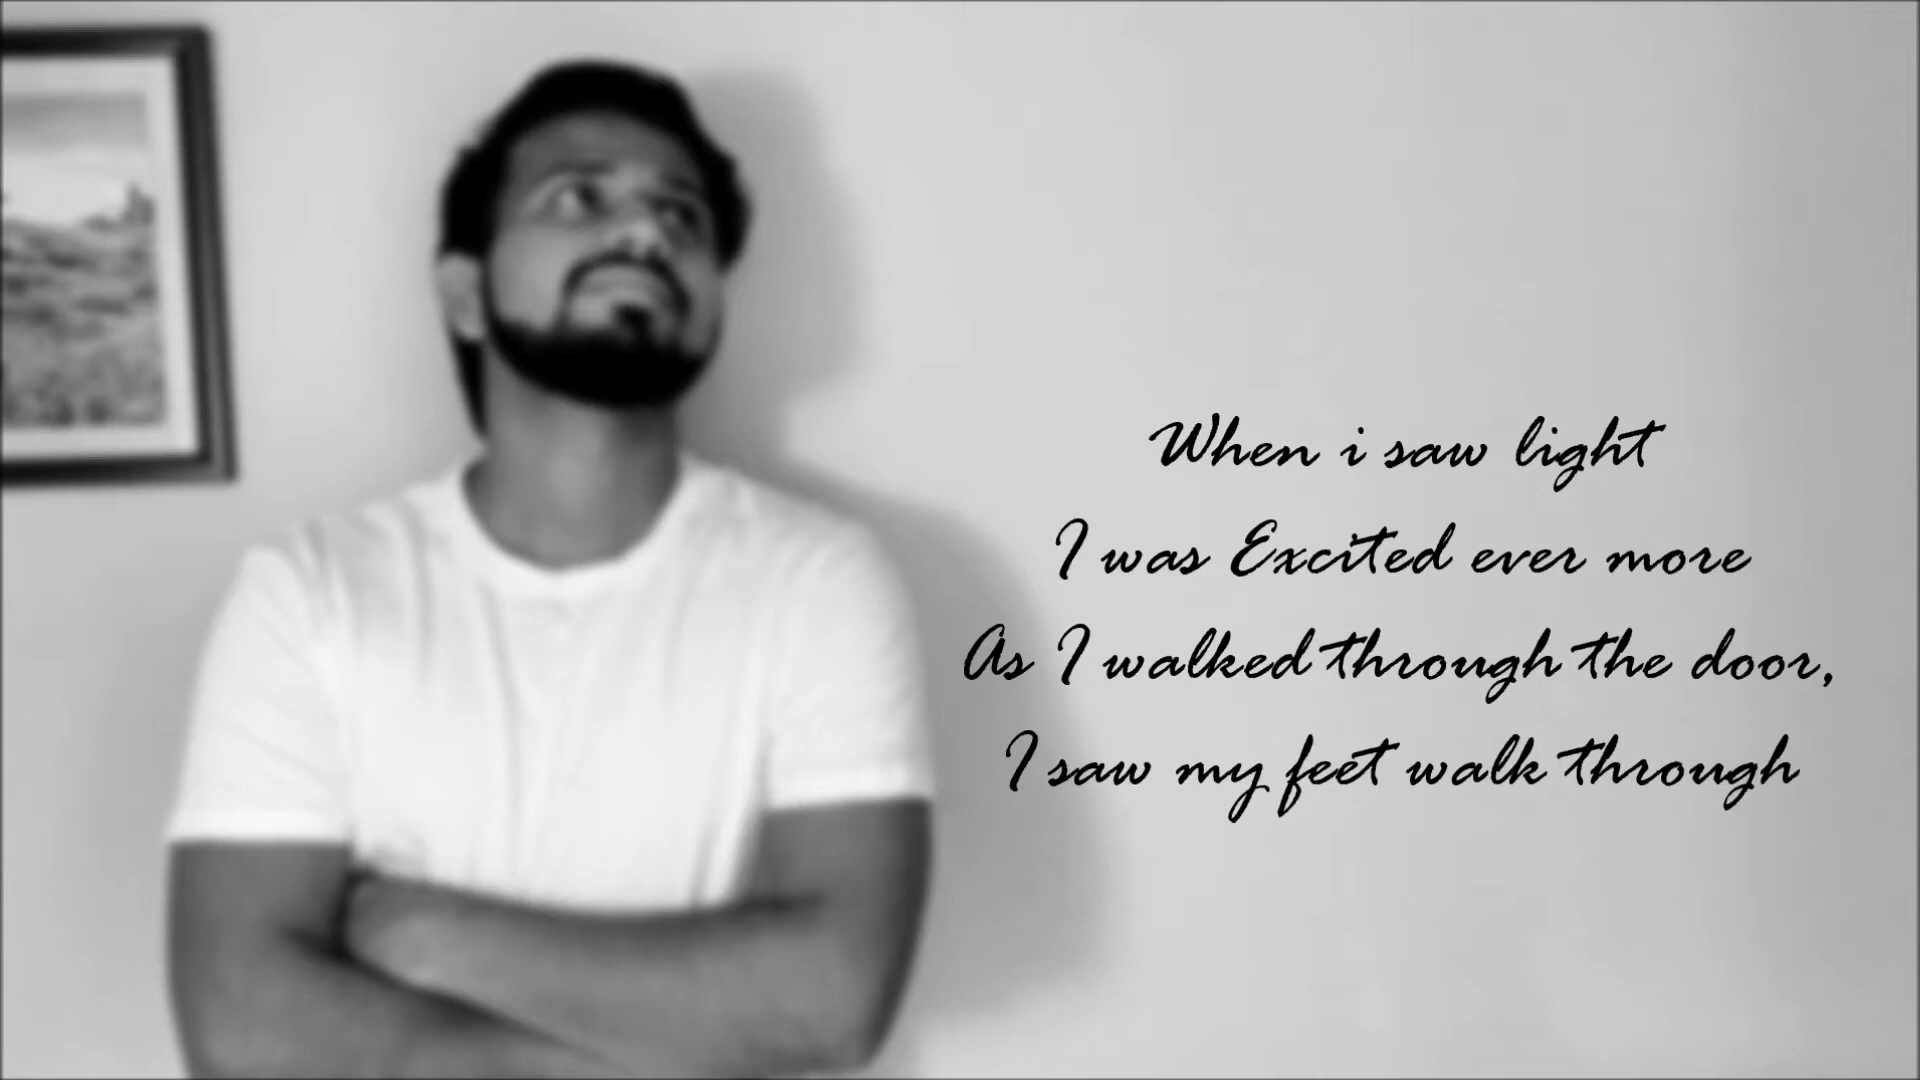 When i saw light
I was Excited ever more
As I walked through the door,
I saw my feet walk through